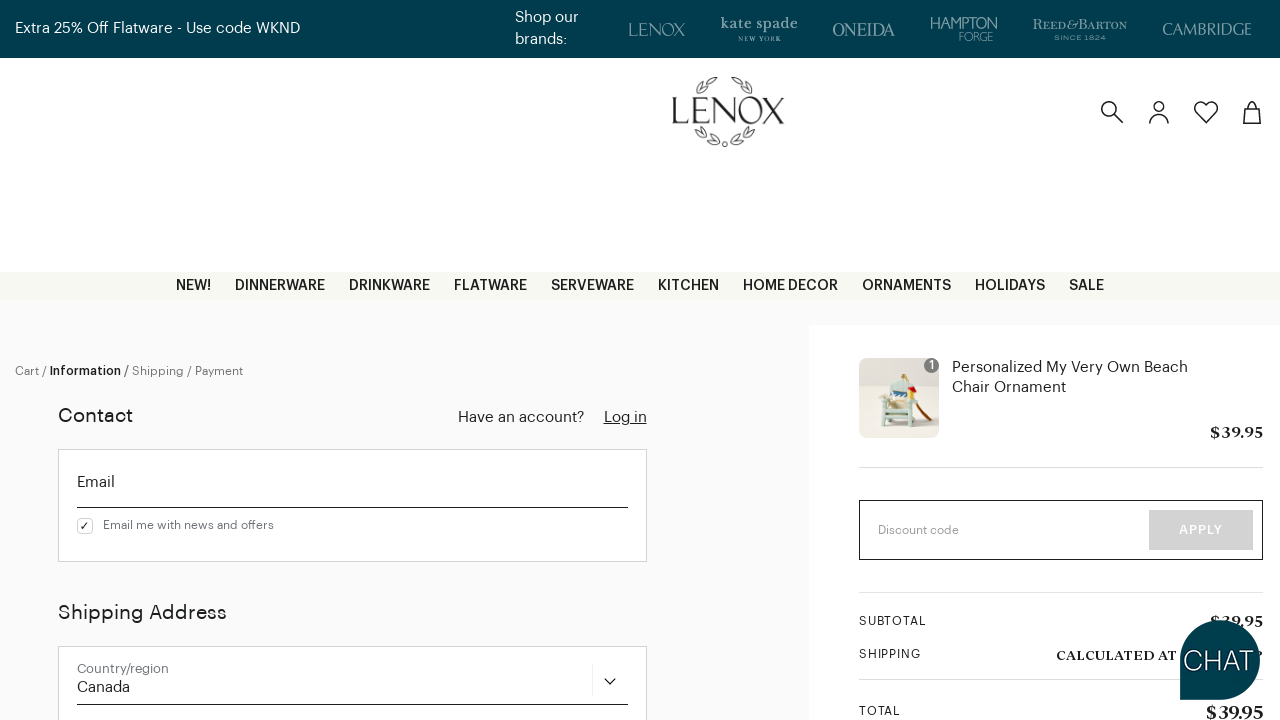 Extra 25% Off Flatware - Use code WKND
Shop our
brands:
LENOX
kate spade
NEW YORK
ONEIDA
HAMPTON
FORGE
REED & BARTON
SINCE 1824
CAMBRIDGE
LENOX
NEW!
DINNERWARE
DRINKWARE
FLATWARE
SERVEWARE
KITCHEN
HOME DECOR
ORNAMENTS
HOLIDAYS
SALE
Cart / Information / Shipping / Payment
Contact
Have an account? Log in
Email
✓ Email me with news and offers
Shipping Address
Country/region
Canada
1
Personalized My Very Own Beach
Chair Ornament
$39.95
Discount code
APPLY
SUBTOTAL
$39.95
SHIPPING
CALCULATED AT
CHAT
TOTAL
$39.95